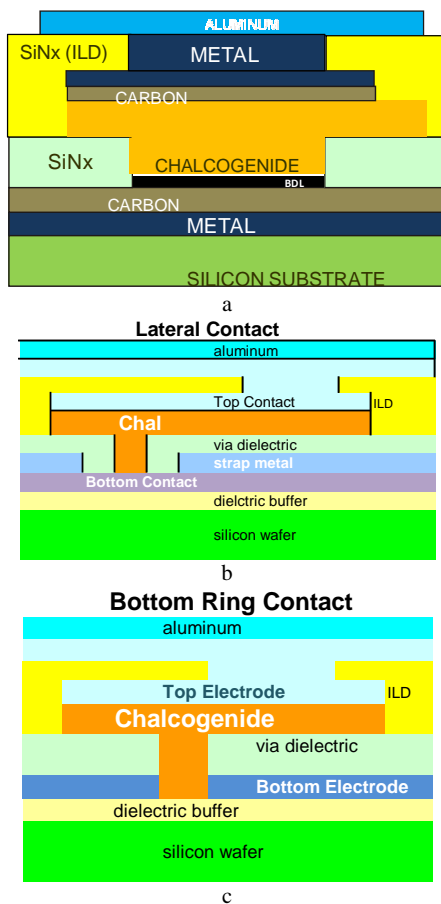 ALUMINUM
SiNx (ILD)
METAL
CARBON
SiNx
CHALCOGENIDE
BDL
CARBON
METAL
SILICON SUBSTRATE
a
Lateral Contact
aluminum
Top Contact
ILD
Chal
via dielectric
strap metal
Bottom Contact
dielctric buffer
silicon wafer
b
Bottom Ring Contact
aluminum
Top Electrode
ILD
Chalcogenide
via dielectric
Bottom Electrode
dielectric buffer
silicon wafer
c